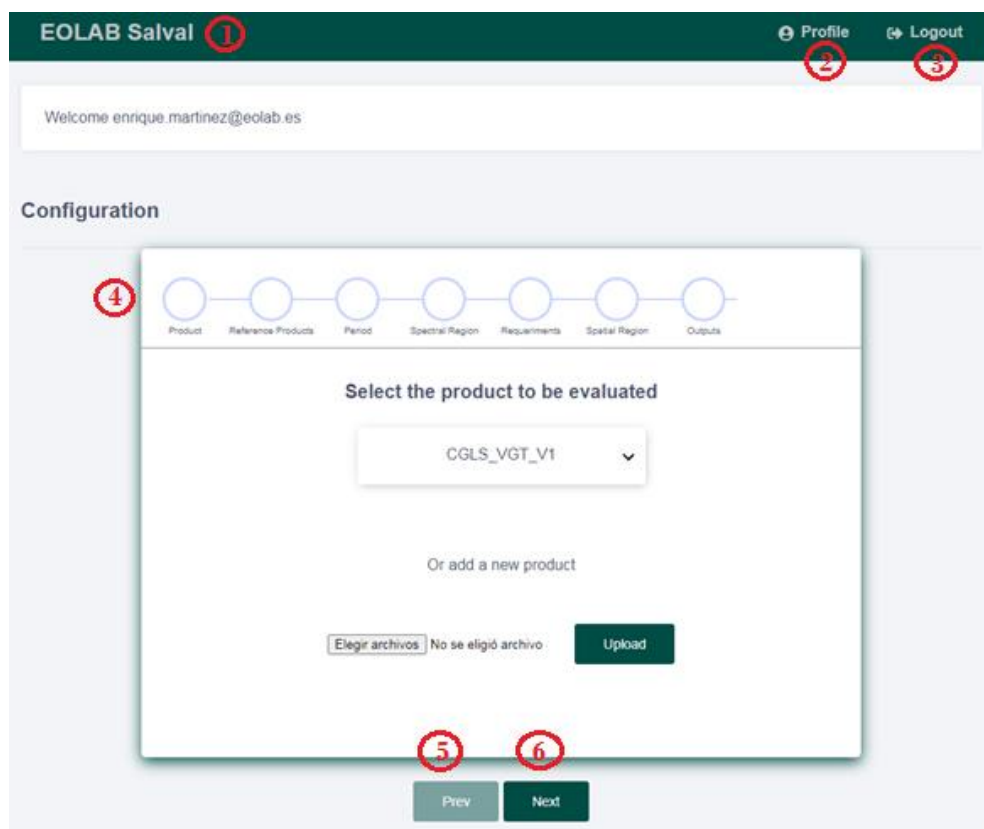 EOLAB Salval 1
Profile Logout
2 3
Welcome enrique.martinez@eolab.es
Configuration
4
Product Reference Products Period Spectral Region Requeriments Spatial Region Outputs
Select the product to be evaluated
CGLS_VGT_V1
Or add a new product
Elegir archivos No se eligió archivo Upload
5 6
Prev Next